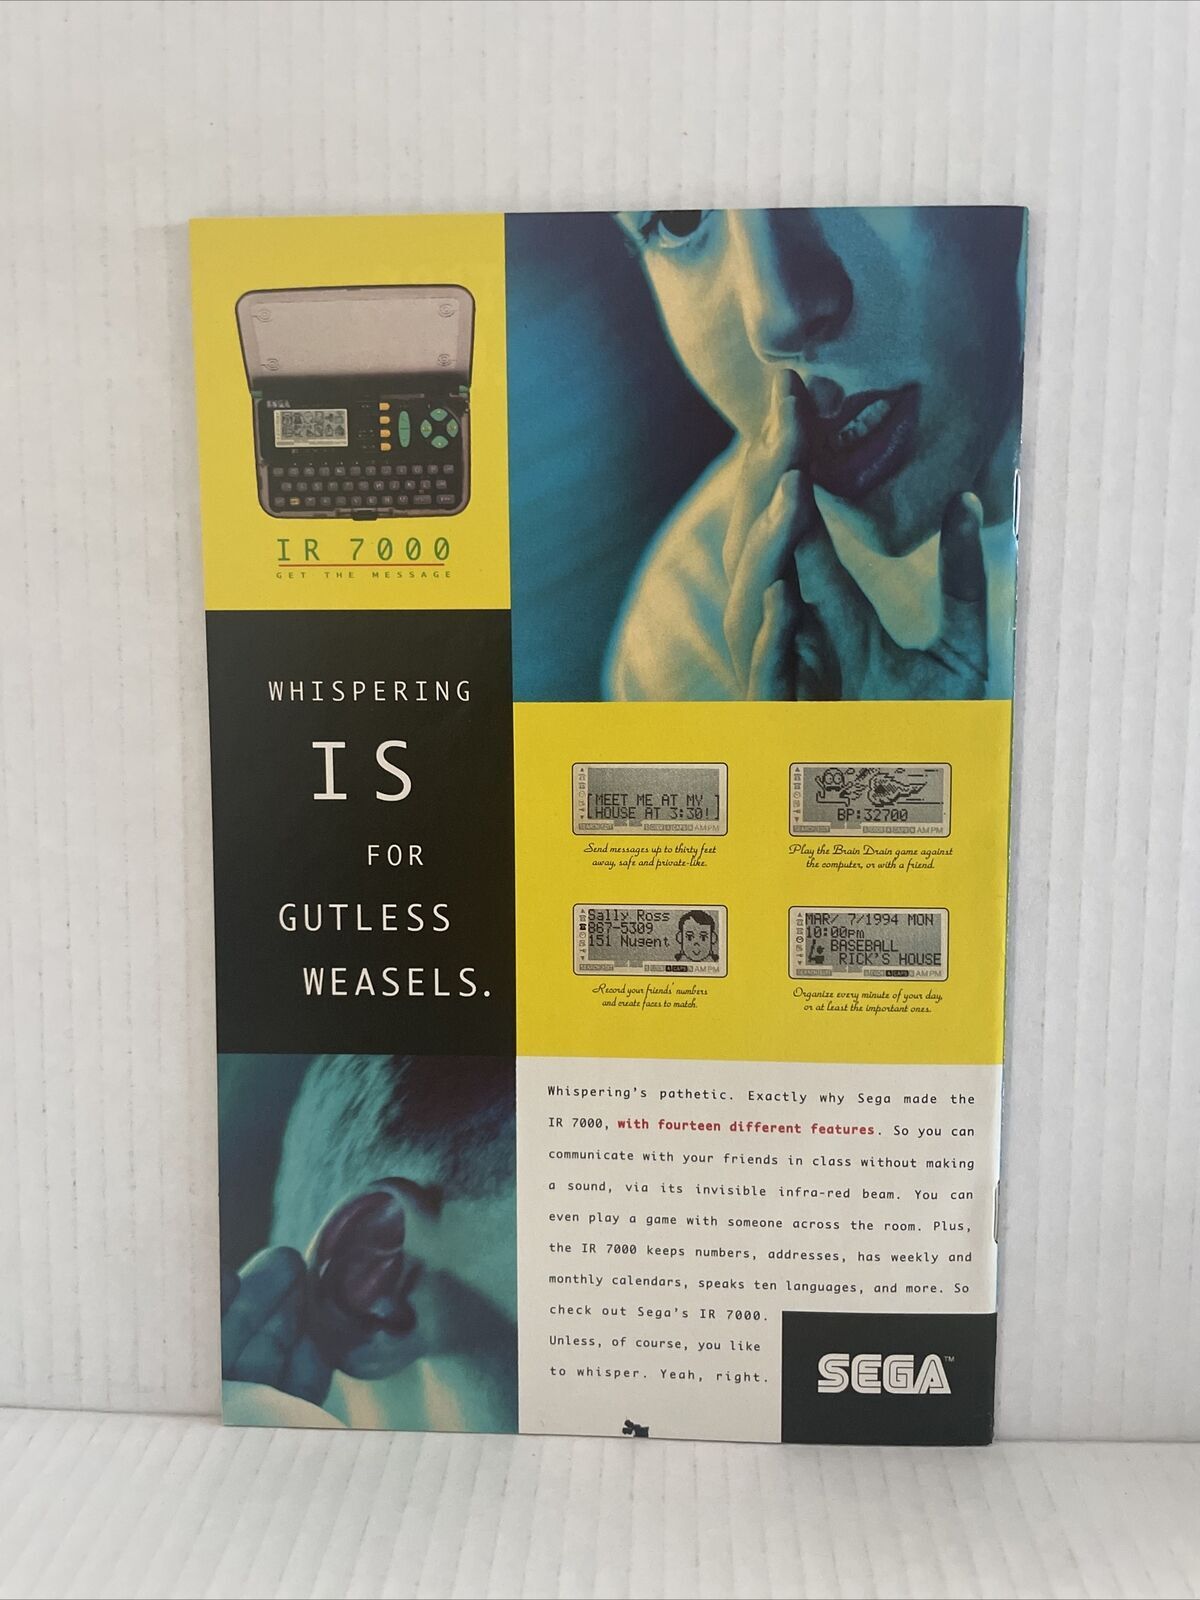 SEGA
IR 7000
GET THE MESSAGE
WHISPERING
IS
FOR
GUTLESS
WEASELS.
MEET ME AT MY
HOUSE AT 3:30!
Send messages up to thirty feet
away, safe and private-like.
BP:32700
Play the Brain Drain game against
the computer, or with a friend.
Sally Ross
867-5309
151 Nugent
Record your friends' numbers
and create faces to match.
MAR/ 7/1994 MON
10:00pm
BASEBALL
RICK'S HOUSE
Organize every minute of your day,
or at least the important ones.
Whispering's pathetic. Exactly why Sega made the
IR 7000, with fourteen different features. So you can
communicate with your friends in class without making
a sound, via its invisible infra-red beam. You can
even play a game with someone across the room. Plus,
the IR 7000 keeps numbers, addresses, has weekly and
monthly calendars, speaks ten languages, and more. So
check out Sega's IR 7000.
Unless, of course, you like
to whisper. Yeah, right.
SEGA™